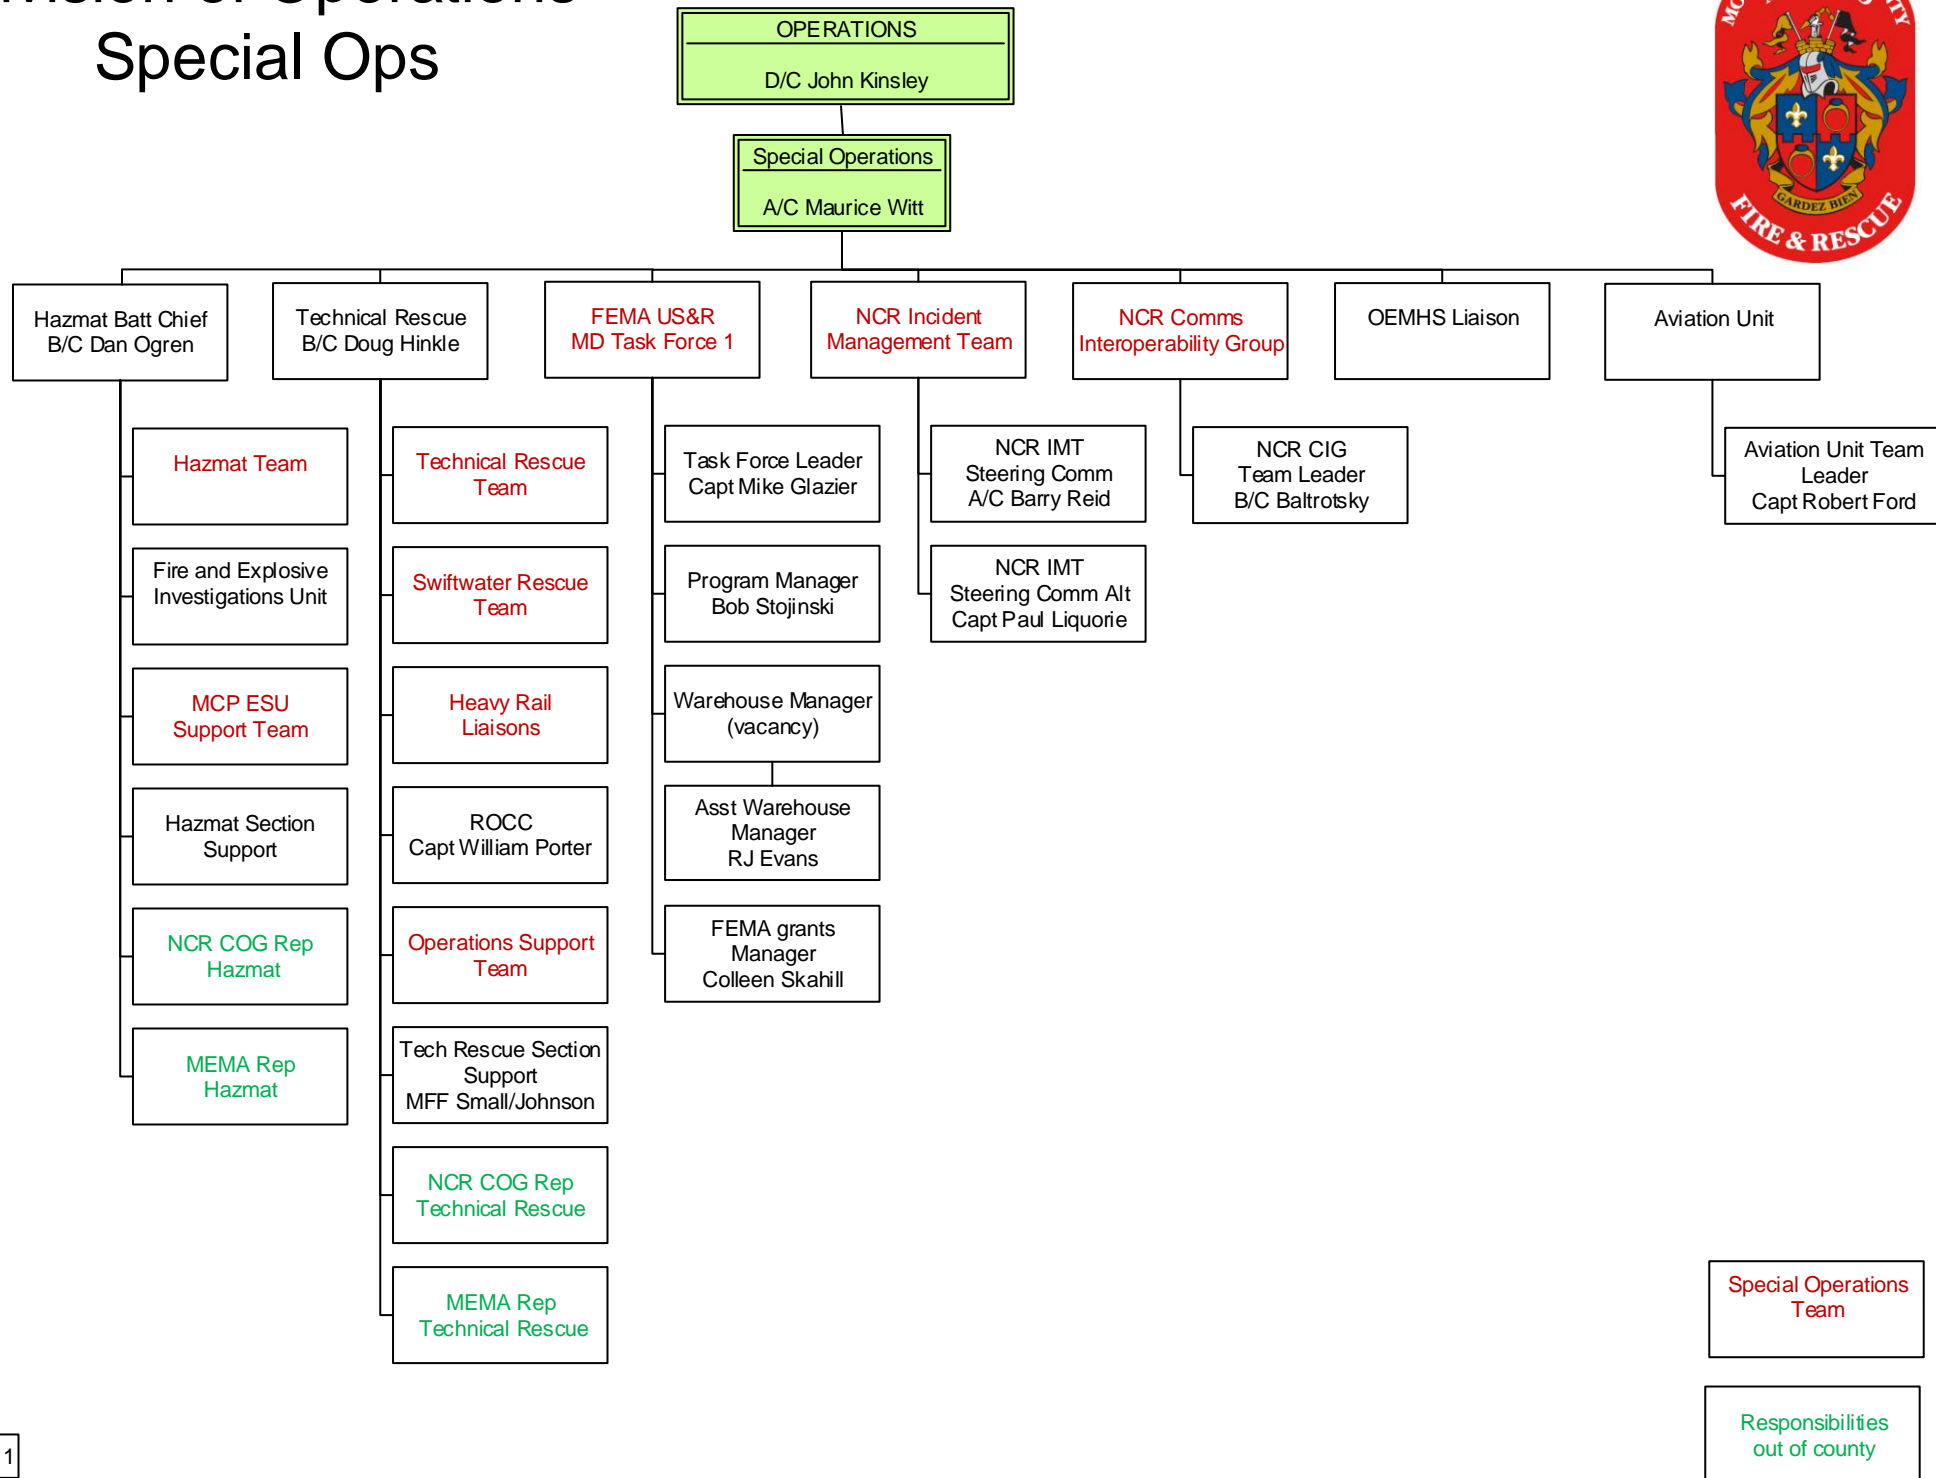 Operations
Special Ops
OPERATIONS
D/C John Kinsley
Special Operations
A/C Maurice Witt
GARDEZ BIEN
FIRE & RESCUE
Hazmat Batt Chief
B/C Dan Ogren
Technical Rescue
B/C Doug Hinkle
FEMA US&R
MD Task Force 1
NCR Incident
Management Team
NCR Comms
Interoperability Group
OEMHS Liaison
Aviation Unit
Hazmat Team
Fire and Explosive
Investigations Unit
MCP ESU
Support Team
Hazmat Section
Support
NCR COG Rep
Hazmat
MEMA Rep
Hazmat
Technical Rescue
Team
Swiftwater Rescue
Team
Heavy Rail
Liaisons
ROCC
Capt William Porter
Operations Support
Team
Tech Rescue Section
Support
MFF Small/Johnson
NCR COG Rep
Technical Rescue
MEMA Rep
Technical Rescue
Task Force Leader
Capt Mike Glazier
Program Manager
Bob Stojinski
Warehouse Manager
(vacancy)
Asst Warehouse
Manager
RJ Evans
FEMA grants
Manager
Colleen Skahill
NCR IMT
Steering Comm
A/C Barry Reid
NCR IMT
Steering Comm Alt
Capt Paul Liquorie
NCR CIG
Team Leader
B/C Baltrotsky
Aviation Unit Team
Leader
Capt Robert Ford
Special Operations
Team
Responsibilities
out of county
1